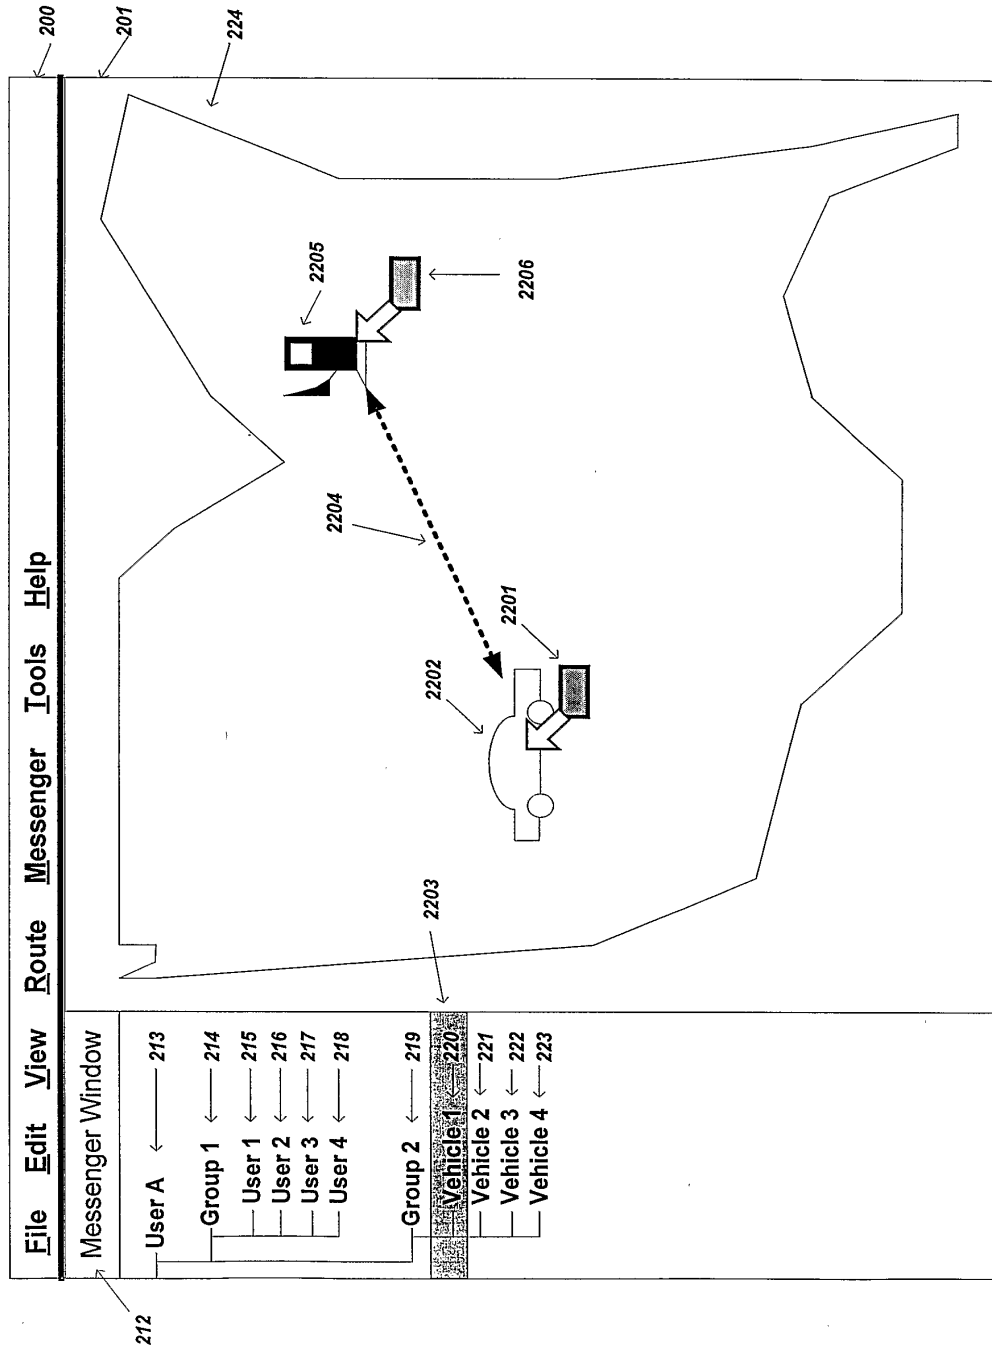 File Edit View Route Messenger Tools Help
200
201
224
Messenger Window
212
User A 213
Group 1 214
User 1 215
User 2 216
User 3 217
User 4 218
Group 2 219
Vehicle 1 220
Vehicle 2 221
Vehicle 3 222
Vehicle 4 223
2203
2202
2201
2204
2205
2206